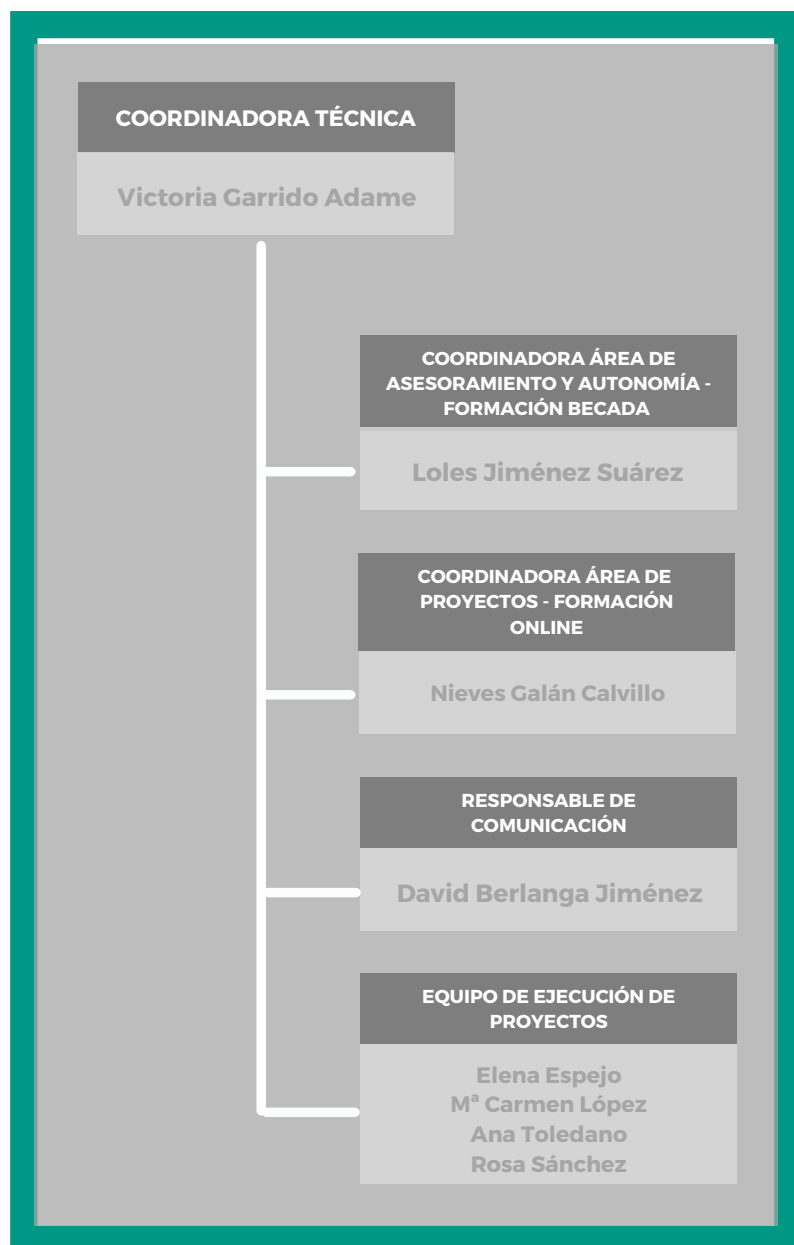 COORDINADORA TÉCNICA
Victoria Garrido Adame
COORDINADORA ÁREA DE
ASESORAMIENTO Y AUTONOMÍA -
FORMACIÓN BECADA
Loles Jiménez Suárez
COORDINADORA ÁREA DE
PROYECTOS - FORMACIÓN
ONLINE
Nieves Galán Calvillo
RESPONSABLE DE
COMUNICACIÓN
David Berlanga Jiménez
EQUIPO DE EJECUCIÓN DE
PROYECTOS
Elena Espejo
Mª Carmen López
Ana Toledano
Rosa Sánchez